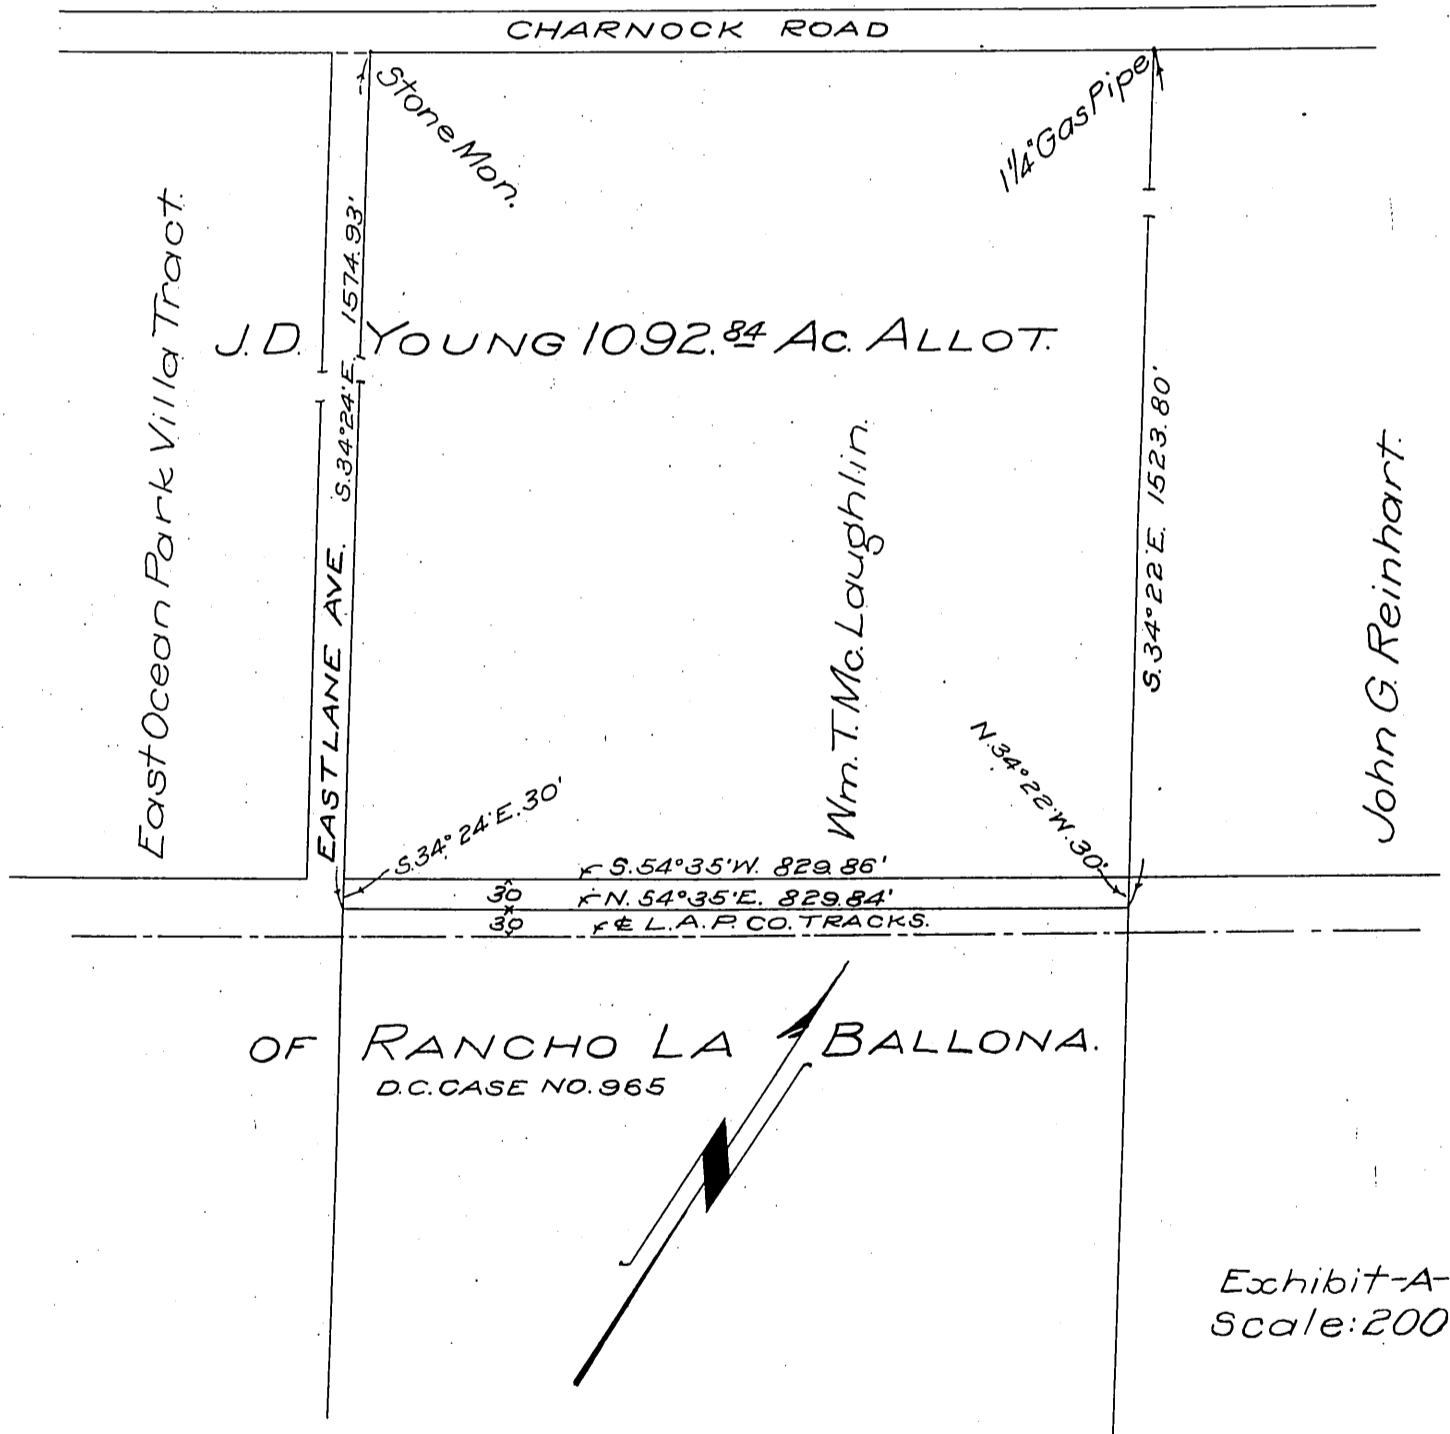 CHARNOCK ROAD
Stone Mon.
1¼" Gas Pipe
East Ocean Park Villa Tract.
S.34°24'E. 1574.93'
J.D. YOUNG 1092.84 Ac. ALLOT.
EASTLANE AVE.
Wm. T. Mc. Laughlin.
S.34°22'E. 1523.80'
John G. Reinhart.
S.34°24'E.30'
N.34°22'W.30'
S.54°35'W. 829.86'
30 N.54°35'E. 829.84'
30 ℄ L.A.P. CO. TRACKS.
OF RANCHO LA BALLONA.
D.C. CASE NO. 965
Exhibit-A-
Scale: 200